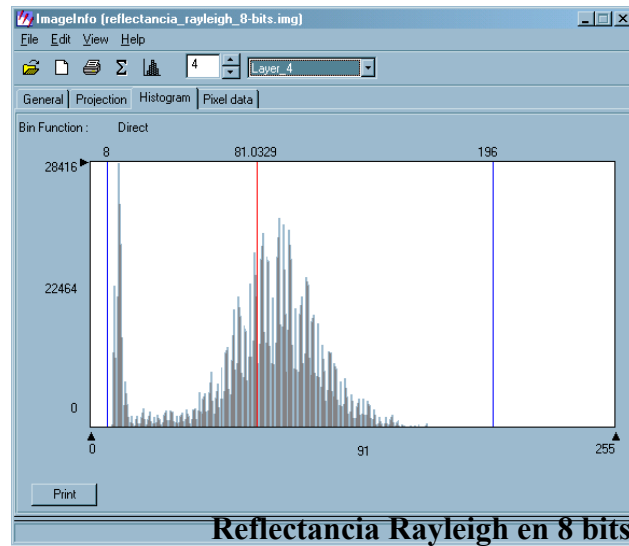 ImageInfo (reflectancia_rayleigh_8-bits.img)
File Edit View Help
4 Layer_4
General Projection Histogram Pixel data
Bin Function : Direct
8 81.0329 196
28416
22464
0
0 91 255
Print
Reflectancia Rayleigh en 8 bits